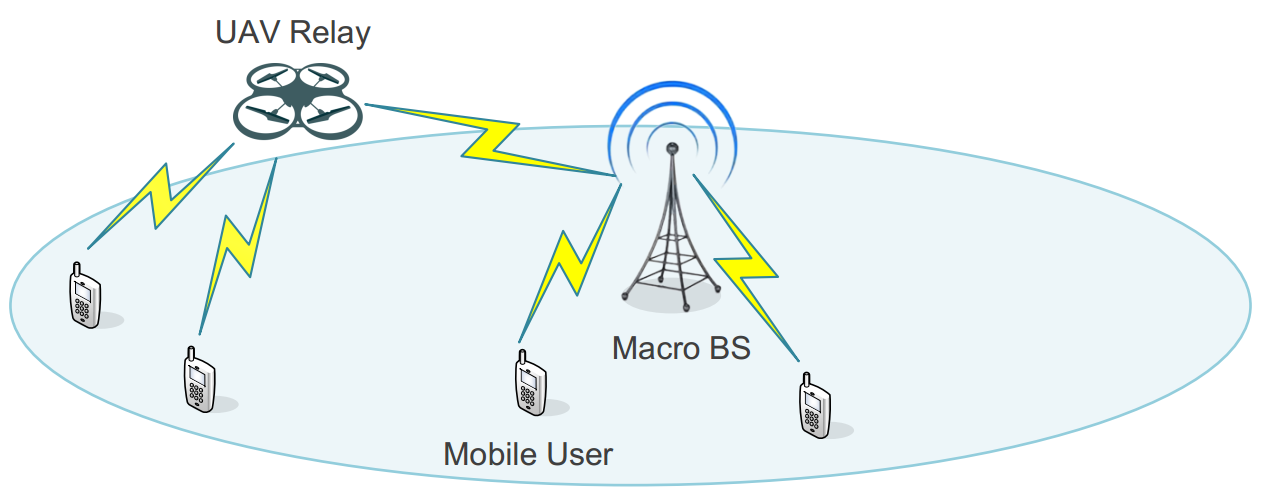 UAV Relay
Macro BS
Mobile User